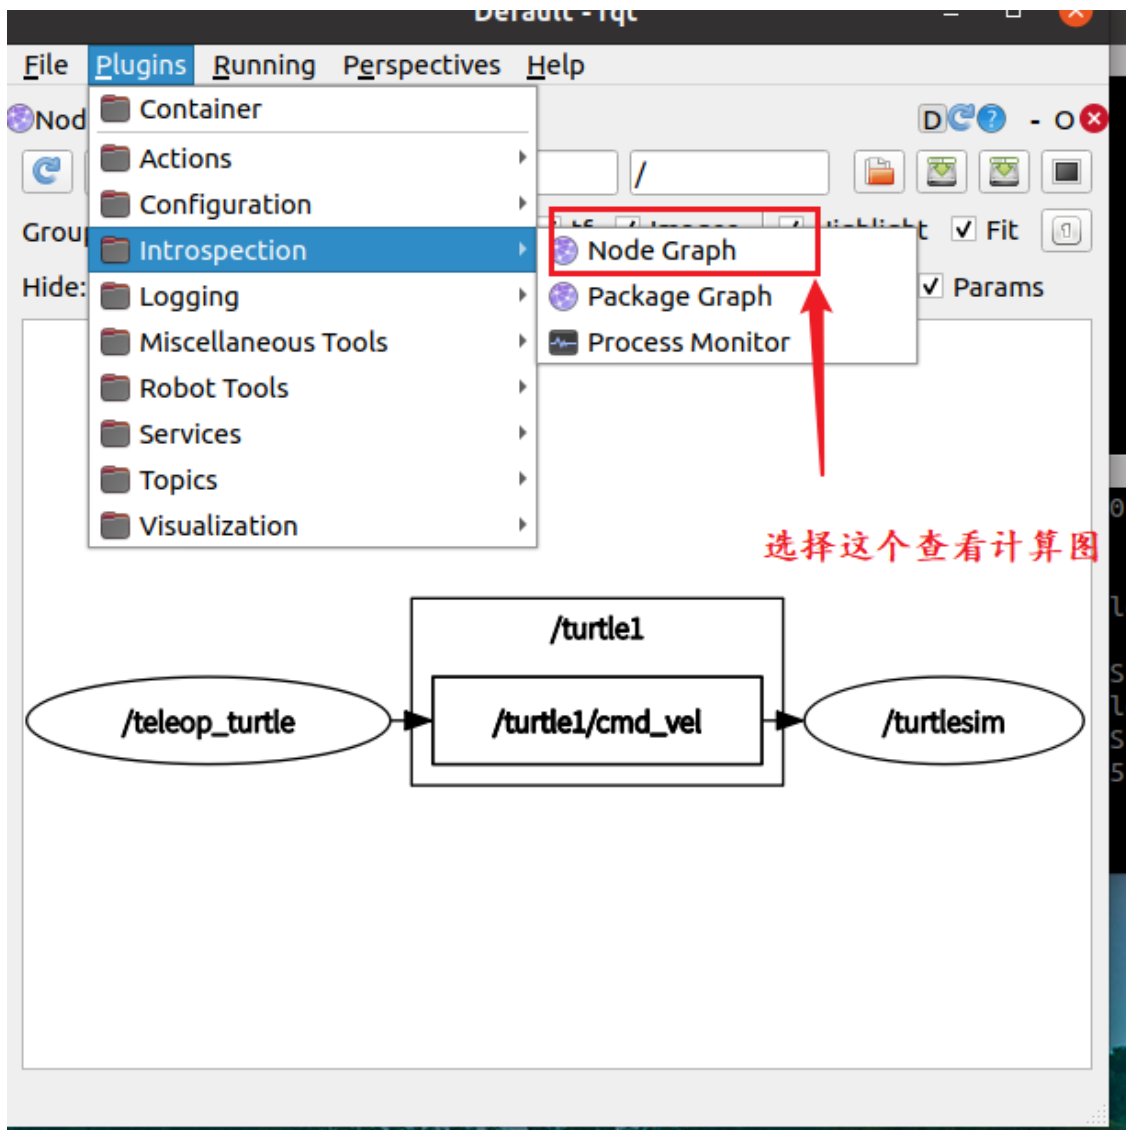 Default - rqt
File Plugins Running Perspectives Help
Container
Nod
D
- O
Actions
/
Configuration
Group
Introspection
Node Graph
Fit
Hide:
Logging
Package Graph
Params
Miscellaneous Tools
Process Monitor
Robot Tools
Services
Topics
Visualization
选择这个查看计算图
/turtle1
/teleop_turtle
/turtle1/cmd_vel
/turtlesim